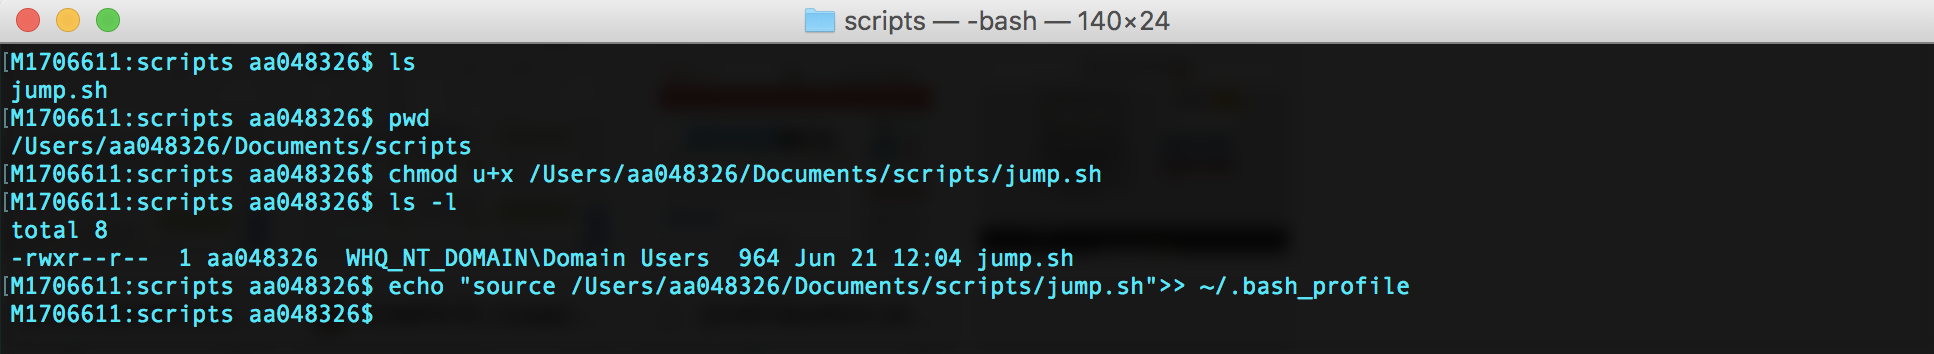 scripts — -bash — 140×24
[M1706611:scripts aa048326$ ls
jump.sh
[M1706611:scripts aa048326$ pwd
/Users/aa048326/Documents/scripts
[M1706611:scripts aa048326$ chmod u+x /Users/aa048326/Documents/scripts/jump.sh
[M1706611:scripts aa048326$ ls -l
total 8
-rwxr--r--  1 aa048326  WHQ_NT_DOMAIN\Domain Users  964 Jun 21 12:04 jump.sh
[M1706611:scripts aa048326$ echo "source /Users/aa048326/Documents/scripts/jump.sh">> ~/.bash_profile
M1706611:scripts aa048326$